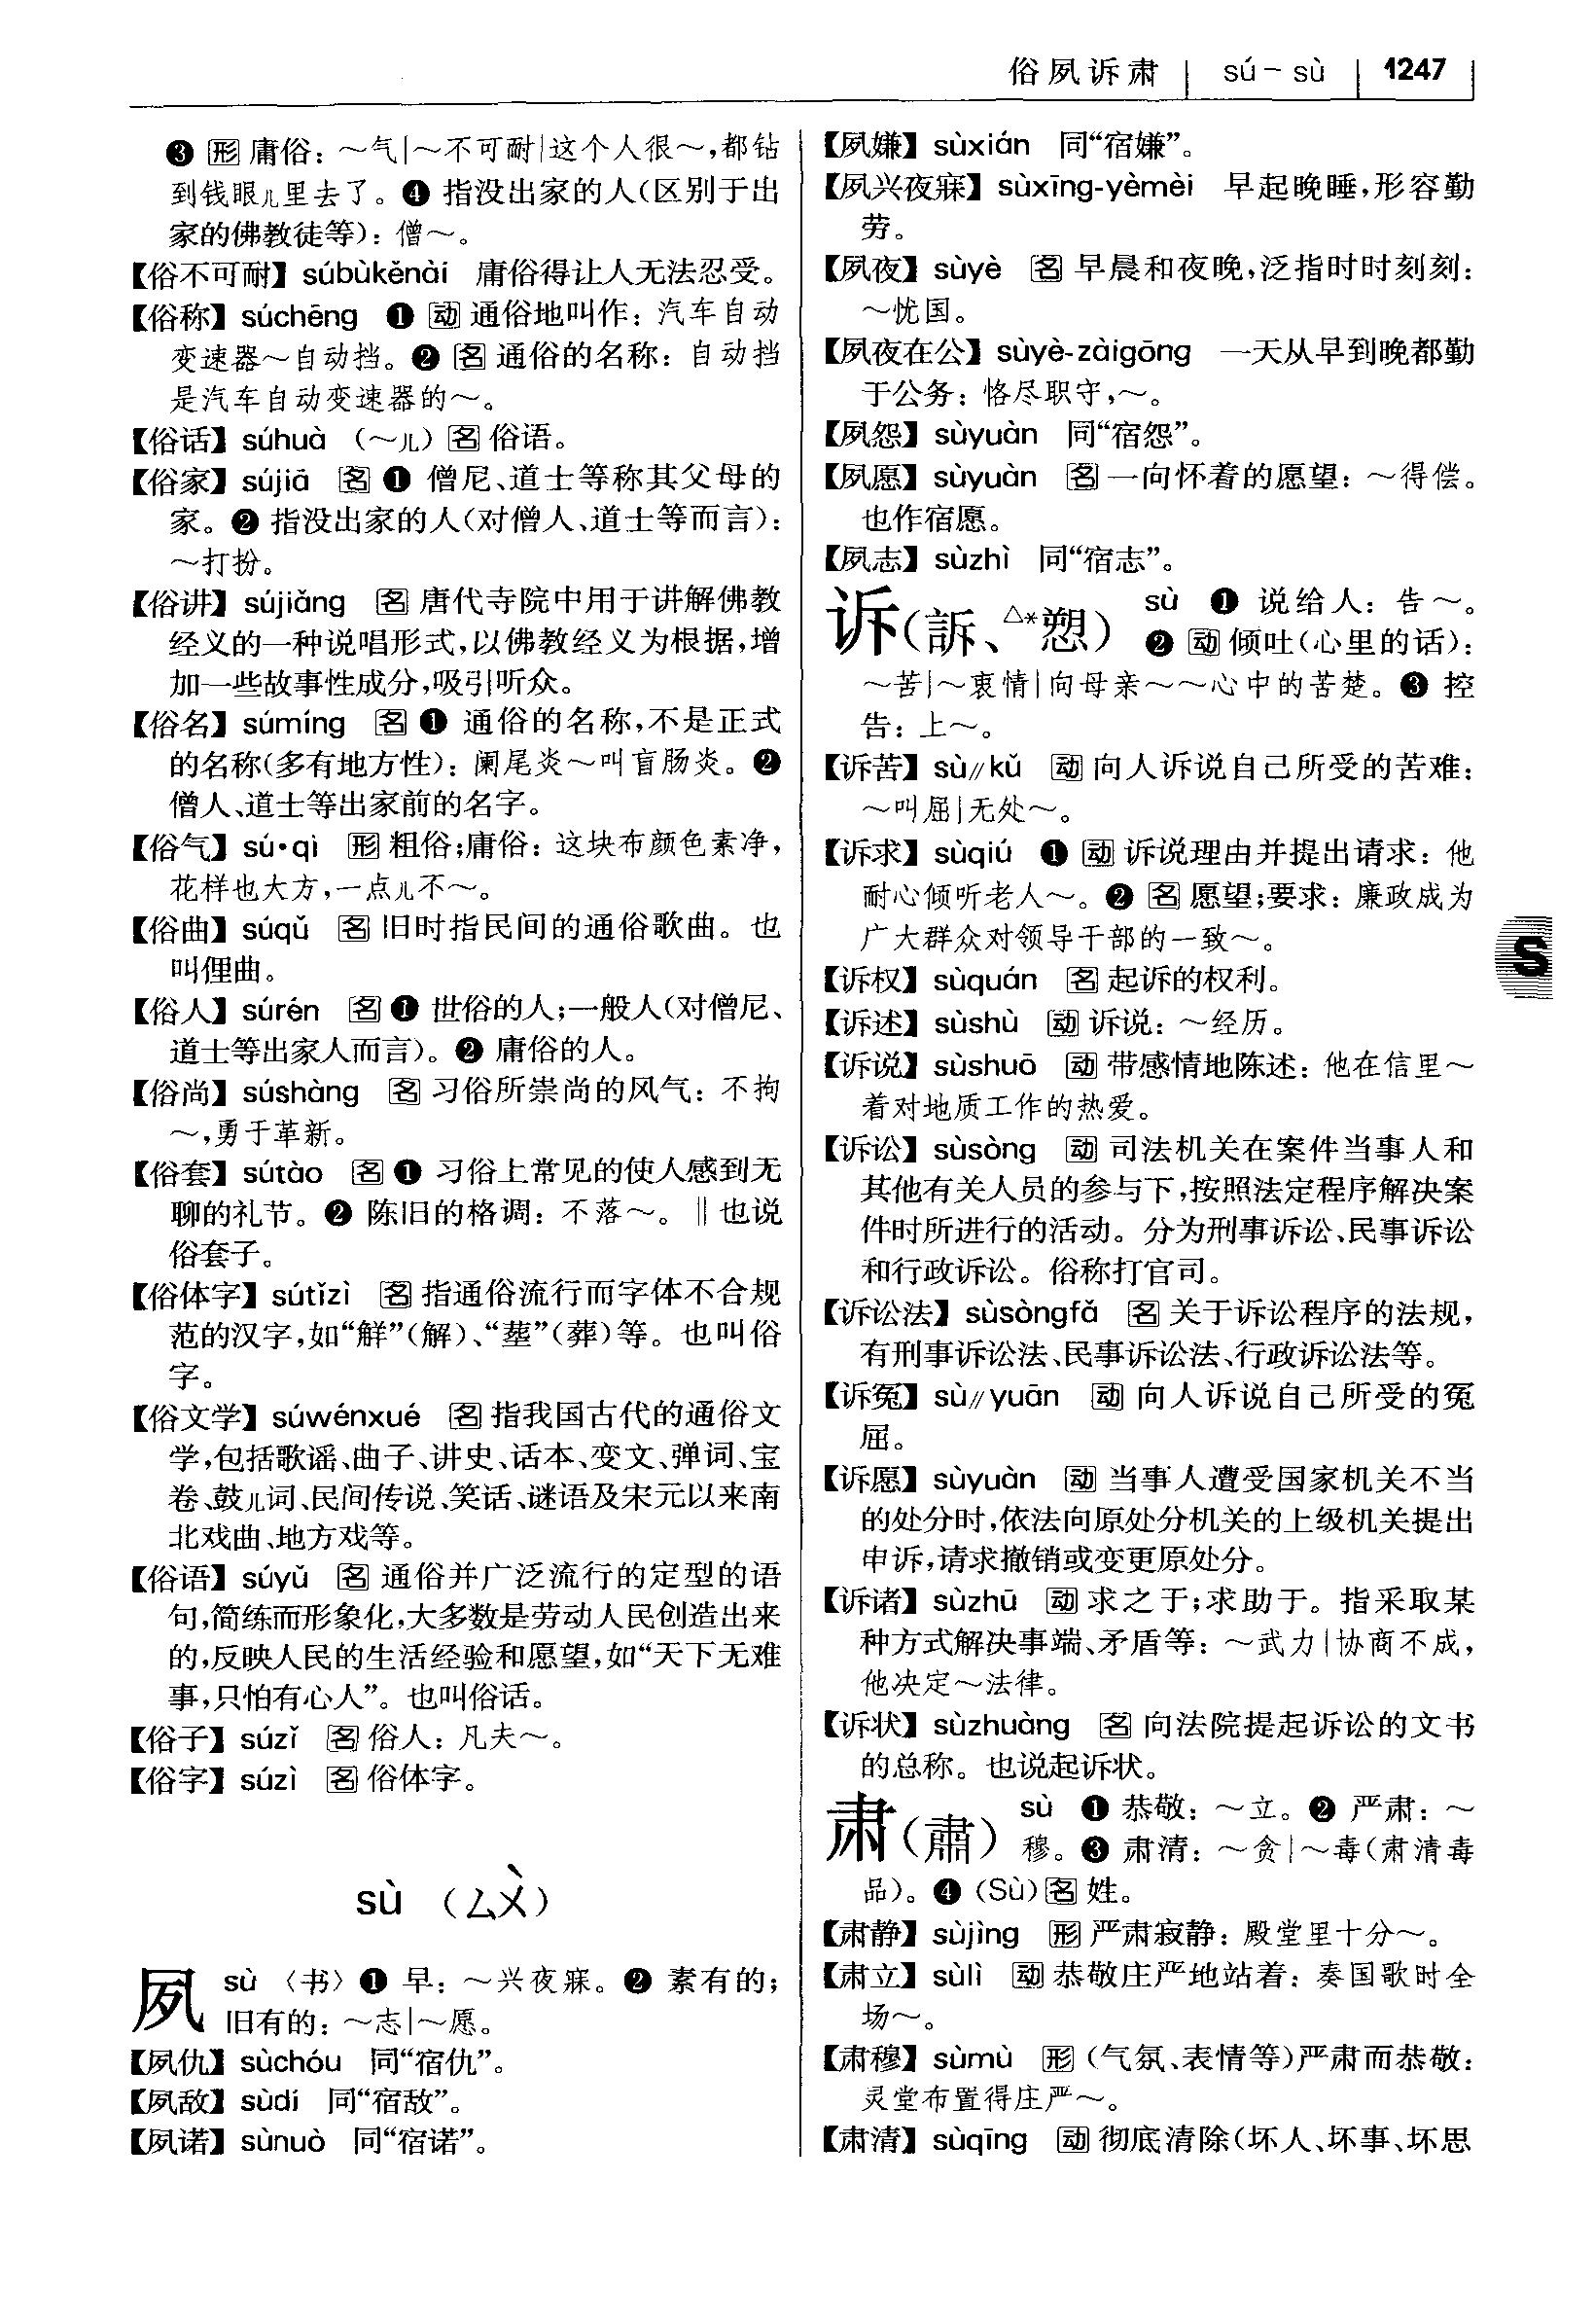 俗夙诉肃 | sú－sù | 1247
❸ 形 庸俗：～气|～不可耐|这个人很～，都钻
到钱眼儿里去了。❹ 指没出家的人（区别于出
家的佛教徒等）：僧～。
【俗不可耐】súbùkěnài 庸俗得让人无法忍受。
【俗称】súchēng ❶ 动 通俗地叫作：汽车自动
变速器～自动挡。❷ 名 通俗的名称：自动挡
是汽车自动变速器的～。
【俗话】súhuà （～儿）名 俗语。
【俗家】sújiā 名 ❶ 僧尼、道士等称其父母的
家。❷ 指没出家的人（对僧人、道士等而言）：
～打扮。
【俗讲】sújiǎng 名 唐代寺院中用于讲解佛教
经义的一种说唱形式，以佛教经义为根据，增
加一些故事性成分，吸引听众。
【俗名】súmíng 名 ❶ 通俗的名称，不是正式
的名称（多有地方性）：阑尾炎～叫盲肠炎。❷
僧人、道士等出家前的名字。
【俗气】sú·qì 形 粗俗；庸俗：这块布颜色素净，
花样也大方，一点儿不～。
【俗曲】súqǔ 名 旧时指民间的通俗歌曲。也
叫俚曲。
【俗人】súrén 名 ❶ 世俗的人；一般人（对僧尼、
道士等出家人而言）。❷ 庸俗的人。
【俗尚】súshàng 名 习俗所崇尚的风气：不拘
～，勇于革新。
【俗套】sútào 名 ❶ 习俗上常见的使人感到无
聊的礼节。❷ 陈旧的格调：不落～。‖也说
俗套子。
【俗体字】sútǐzì 名 指通俗流行而字体不合规
范的汉字，如“觧”（解）、“塟”（葬）等。也叫俗
字。
【俗文学】súwénxué 名 指我国古代的通俗文
学，包括歌谣、曲子、讲史、话本、变文、弹词、宝
卷、鼓儿词、民间传说、笑话、谜语及宋元以来南
北戏曲、地方戏等。
【俗语】súyǔ 名 通俗并广泛流行的定型的语
句，简练而形象化，大多数是劳动人民创造出来
的，反映人民的生活经验和愿望，如“天下无难
事，只怕有心人”。也叫俗话。
【俗子】súzǐ 名 俗人：凡夫～。
【俗字】súzì 名 俗体字。
sù （ㄙㄨˋ）
夙 sù 〈书〉❶ 早：～兴夜寐。❷ 素有的；
旧有的：～志|～愿。
【夙仇】sùchóu 同“宿仇”。
【夙敌】sùdí 同“宿敌”。
【夙诺】sùnuò 同“宿诺”。
【夙嫌】sùxián 同“宿嫌”。
【夙兴夜寐】sùxīng-yèmèi 早起晚睡，形容勤
劳。
【夙夜】sùyè 名 早晨和夜晚，泛指时时刻刻：
～忧国。
【夙夜在公】sùyè-zàigōng 一天从早到晚都勤
于公务：恪尽职守，～。
【夙怨】sùyuàn 同“宿怨”。
【夙愿】sùyuàn 名 一向怀着的愿望：～得偿。
也作宿愿。
【夙志】sùzhì 同“宿志”。
诉（訴、△*愬） sù ❶ 说给人：告～。
❷ 动 倾吐（心里的话）：
～苦|～衷情|向母亲～～心中的苦楚。❸ 控
告：上～。
【诉苦】sù//kǔ 动 向人诉说自己所受的苦难：
～叫屈|无处～。
【诉求】sùqiú ❶ 动 诉说理由并提出请求：他
耐心倾听老人～。❷ 名 愿望；要求：廉政成为
广大群众对领导干部的一致～。
【诉权】sùquán 名 起诉的权利。
【诉述】sùshù 动 诉说：～经历。
【诉说】sùshuō 动 带感情地陈述：他在信里～
着对地质工作的热爱。
【诉讼】sùsòng 动 司法机关在案件当事人和
其他有关人员的参与下，按照法定程序解决案
件时所进行的活动。分为刑事诉讼、民事诉讼
和行政诉讼。俗称打官司。
【诉讼法】sùsòngfǎ 名 关于诉讼程序的法规，
有刑事诉讼法、民事诉讼法、行政诉讼法等。
【诉冤】sù//yuān 动 向人诉说自己所受的冤
屈。
【诉愿】sùyuàn 动 当事人遭受国家机关不当
的处分时，依法向原处分机关的上级机关提出
申诉，请求撤销或变更原处分。
【诉诸】sùzhū 动 求之于；求助于。指采取某
种方式解决事端、矛盾等：～武力|协商不成，
他决定～法律。
【诉状】sùzhuàng 名 向法院提起诉讼的文书
的总称。也说起诉状。
肃（肅） sù ❶ 恭敬：～立。❷ 严肃：～
穆。❸ 肃清：～贪|～毒（肃清毒
品）。❹（Sù）名 姓。
【肃静】sùjìng 形 严肃寂静：殿堂里十分～。
【肃立】sùlì 动 恭敬庄严地站着：奏国歌时全
场～。
【肃穆】sùmù 形 （气氛、表情等）严肃而恭敬：
灵堂布置得庄严～。
【肃清】sùqīng 动 彻底清除（坏人、坏事、坏思
S